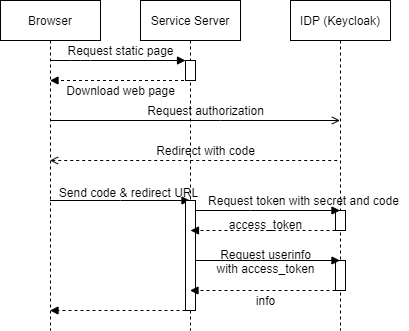 Browser
Service Server
IDP (Keycloak)
Request static page
Download web page
Request authorization
Redirect with code
Send code & redirect URL
Request token with secret and code
access_token
Request userinfo
with access_token
info